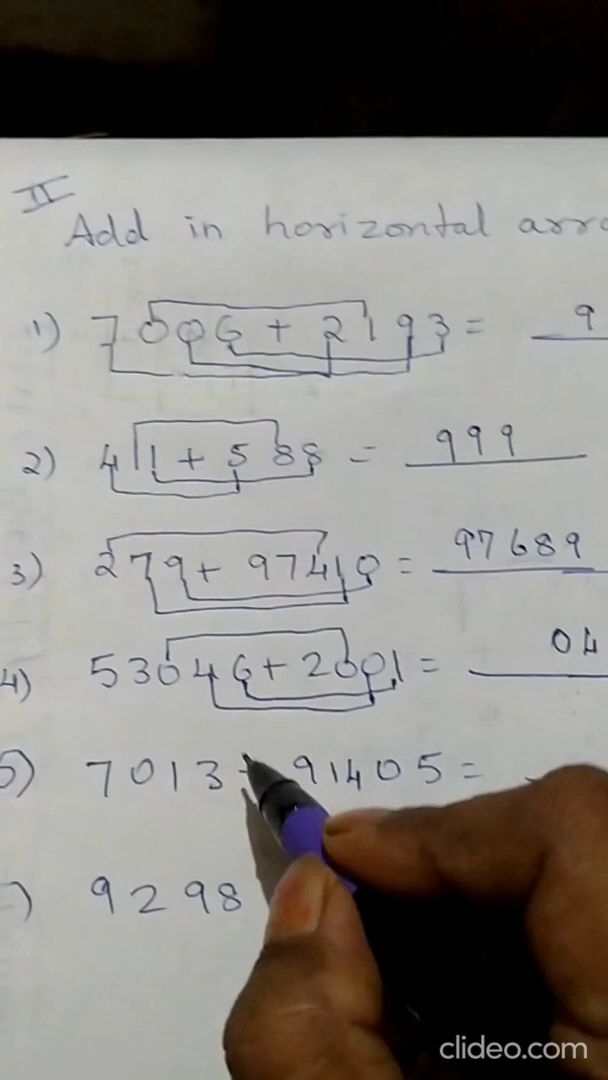 II
Add in horizontal
1) 7006 + 2193 = 9
2) 411 + 588 = 999
3) 279 + 97410 = 97689
4) 53046 + 2001 = 04
5) 7013 + 91405 =
) 9298
clideo.com